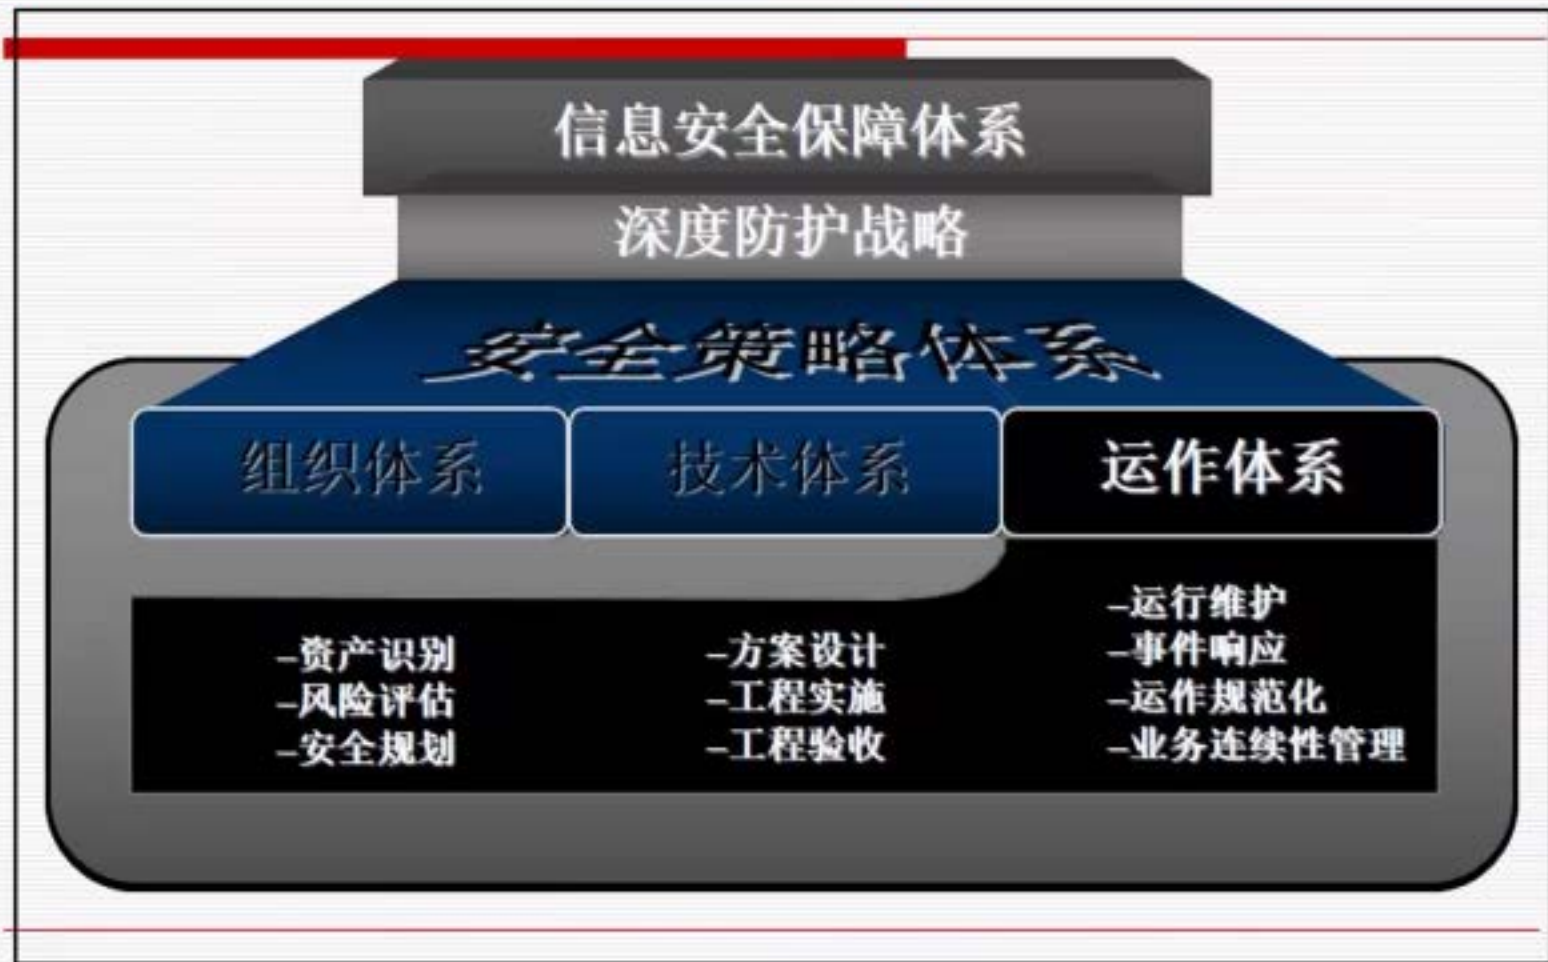 信息安全保障体系
深度防护战略
安全策略体系
组织体系
技术体系
运作体系
–资产识别
–风险评估
–安全规划
–方案设计
–工程实施
–工程验收
–运行维护
–事件响应
–运作规范化
–业务连续性管理